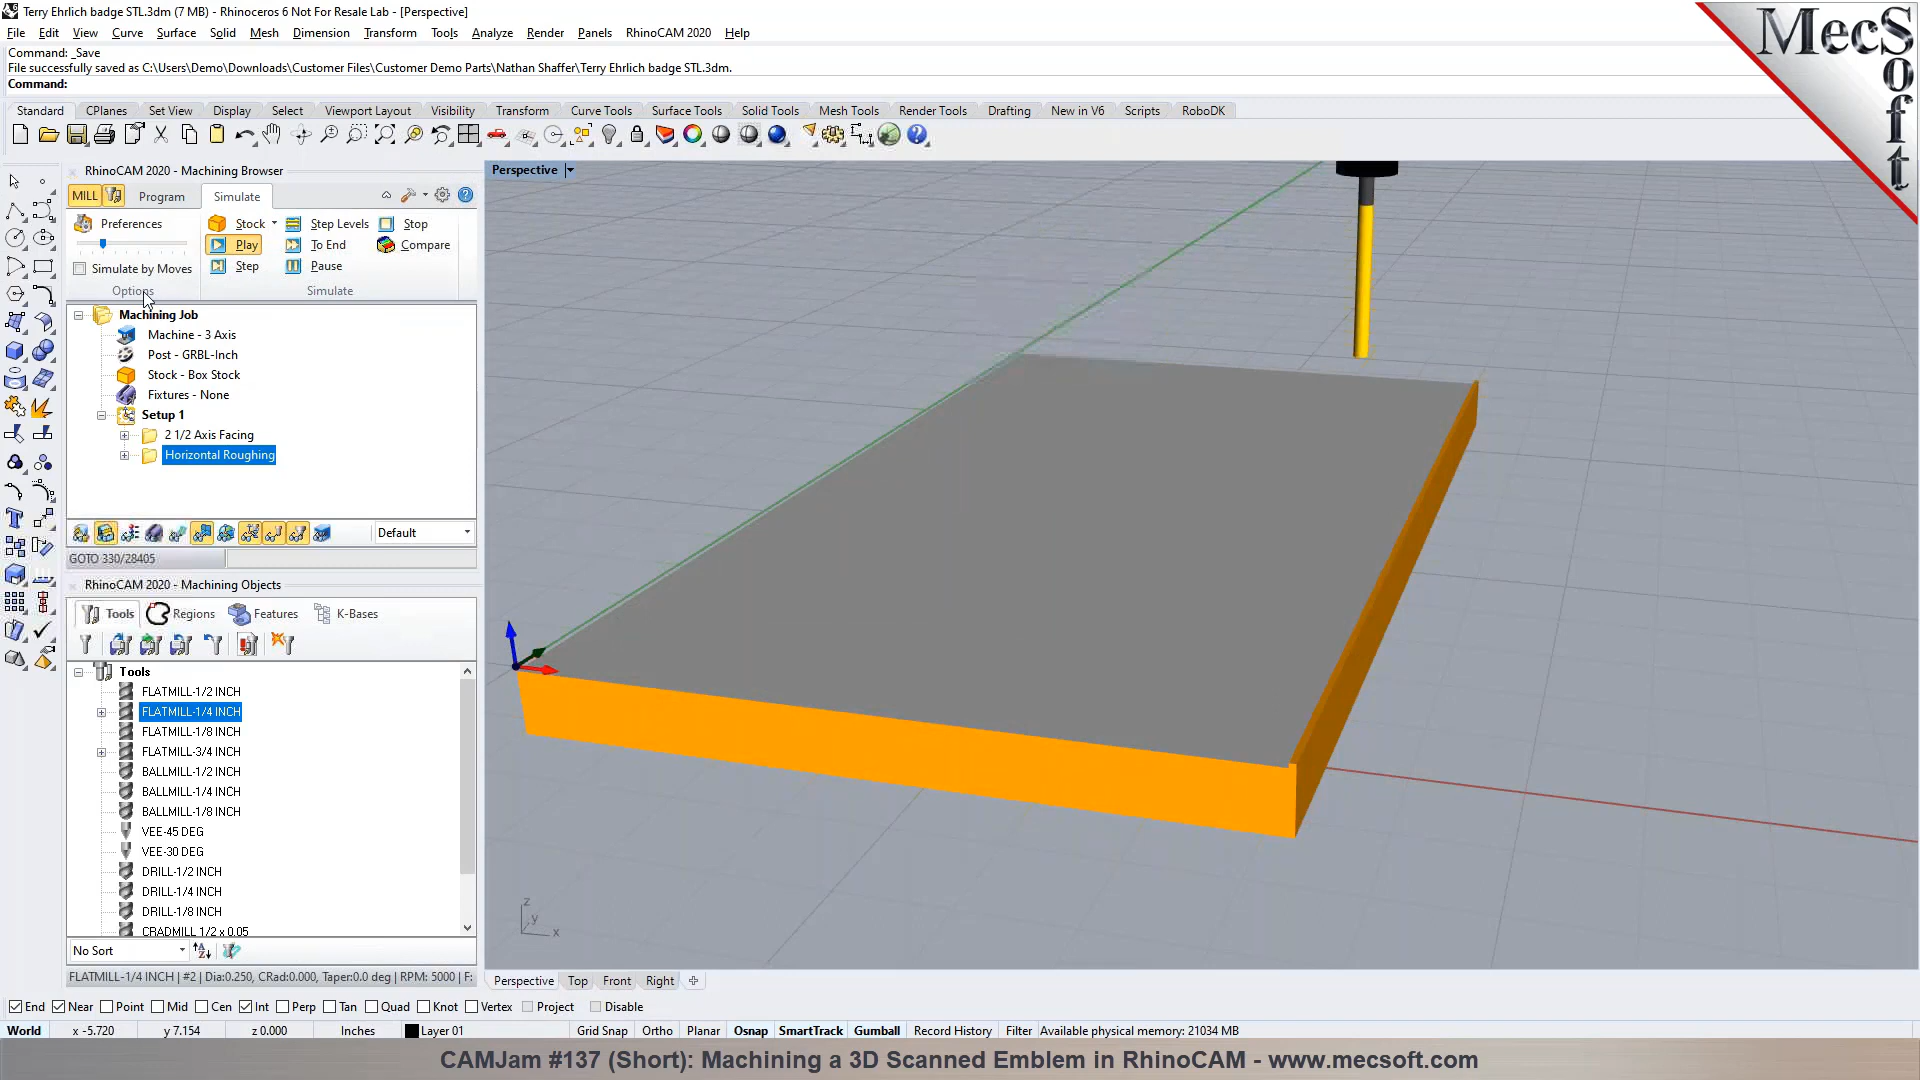 Terry Ehrlich badge STL.3dm (7 MB) - Rhinoceros 6 Not For Resale Lab - [Perspective]
File Edit View Curve Surface Solid Mesh Dimension Transform Tools Analyze Render Panels RhinoCAM 2020 Help
Command: _Save
File successfully saved as C:\Users\Demo\Downloads\Customer Files\Customer Demo Parts\Nathan Shaffer\Terry Ehrlich badge STL.3dm.
Command:
MecSoft
Standard CPlanes Set View Display Select Viewport Layout Visibility Transform Curve Tools Surface Tools Solid Tools Mesh Tools Render Tools Drafting New in V6 Scripts RoboDK
RhinoCAM 2020 - Machining Browser
MILL Program Simulate
Preferences Stock Step Levels Stop
Play To End Compare
Simulate by Moves Step Pause
Options Simulate
Machining Job
Machine - 3 Axis
Post - GRBL-Inch
Stock - Box Stock
Fixtures - None
Setup 1
2 1/2 Axis Facing
Horizontal Roughing
Default
GOTO 330/28405
RhinoCAM 2020 - Machining Objects
Tools Regions Features K-Bases
Tools
FLATMILL-1/2 INCH
FLATMILL-1/4 INCH
FLATMILL-1/8 INCH
FLATMILL-3/4 INCH
BALLMILL-1/2 INCH
BALLMILL-1/4 INCH
BALLMILL-1/8 INCH
VEE-45 DEG
VEE-30 DEG
DRILL-1/2 INCH
DRILL-1/4 INCH
DRILL-1/8 INCH
CRADMILL 1/2 x 0.05
No Sort
FLATMILL-1/4 INCH | #2 | Dia:0.250, CRad:0.000, Taper:0.0 deg | RPM: 5000 | F:
Perspective
z
y
x
Perspective Top Front Right
End Near Point Mid Cen Int Perp Tan Quad Knot Vertex Project Disable
World x -5.720 y 7.154 z 0.000 Inches Layer 01 Grid Snap Ortho Planar Osnap SmartTrack Gumball Record History Filter Available physical memory: 21034 MB
CAMJam #137 (Short): Machining a 3D Scanned Emblem in RhinoCAM - www.mecsoft.com